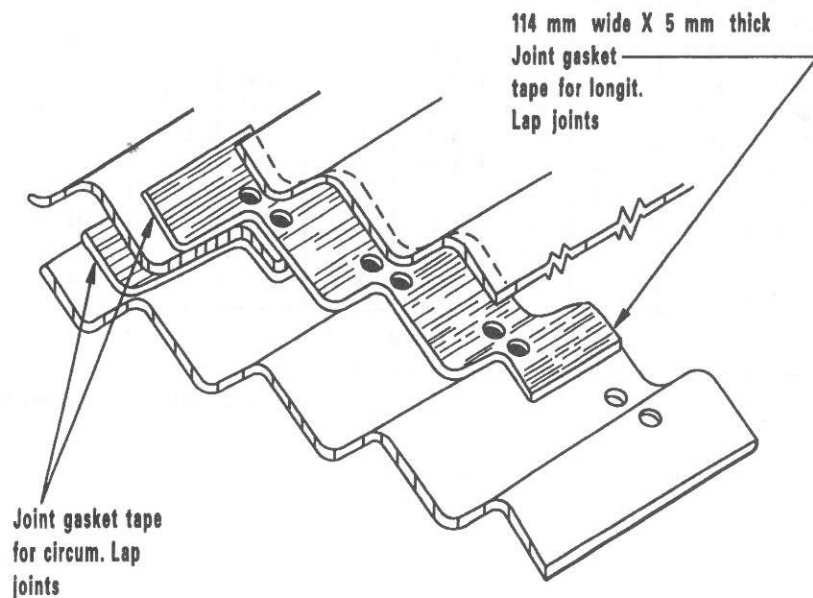 114 mm wide X 5 mm thick
Joint gasket
tape for longit.
Lap joints
Joint gasket tape
for circum. Lap
joints